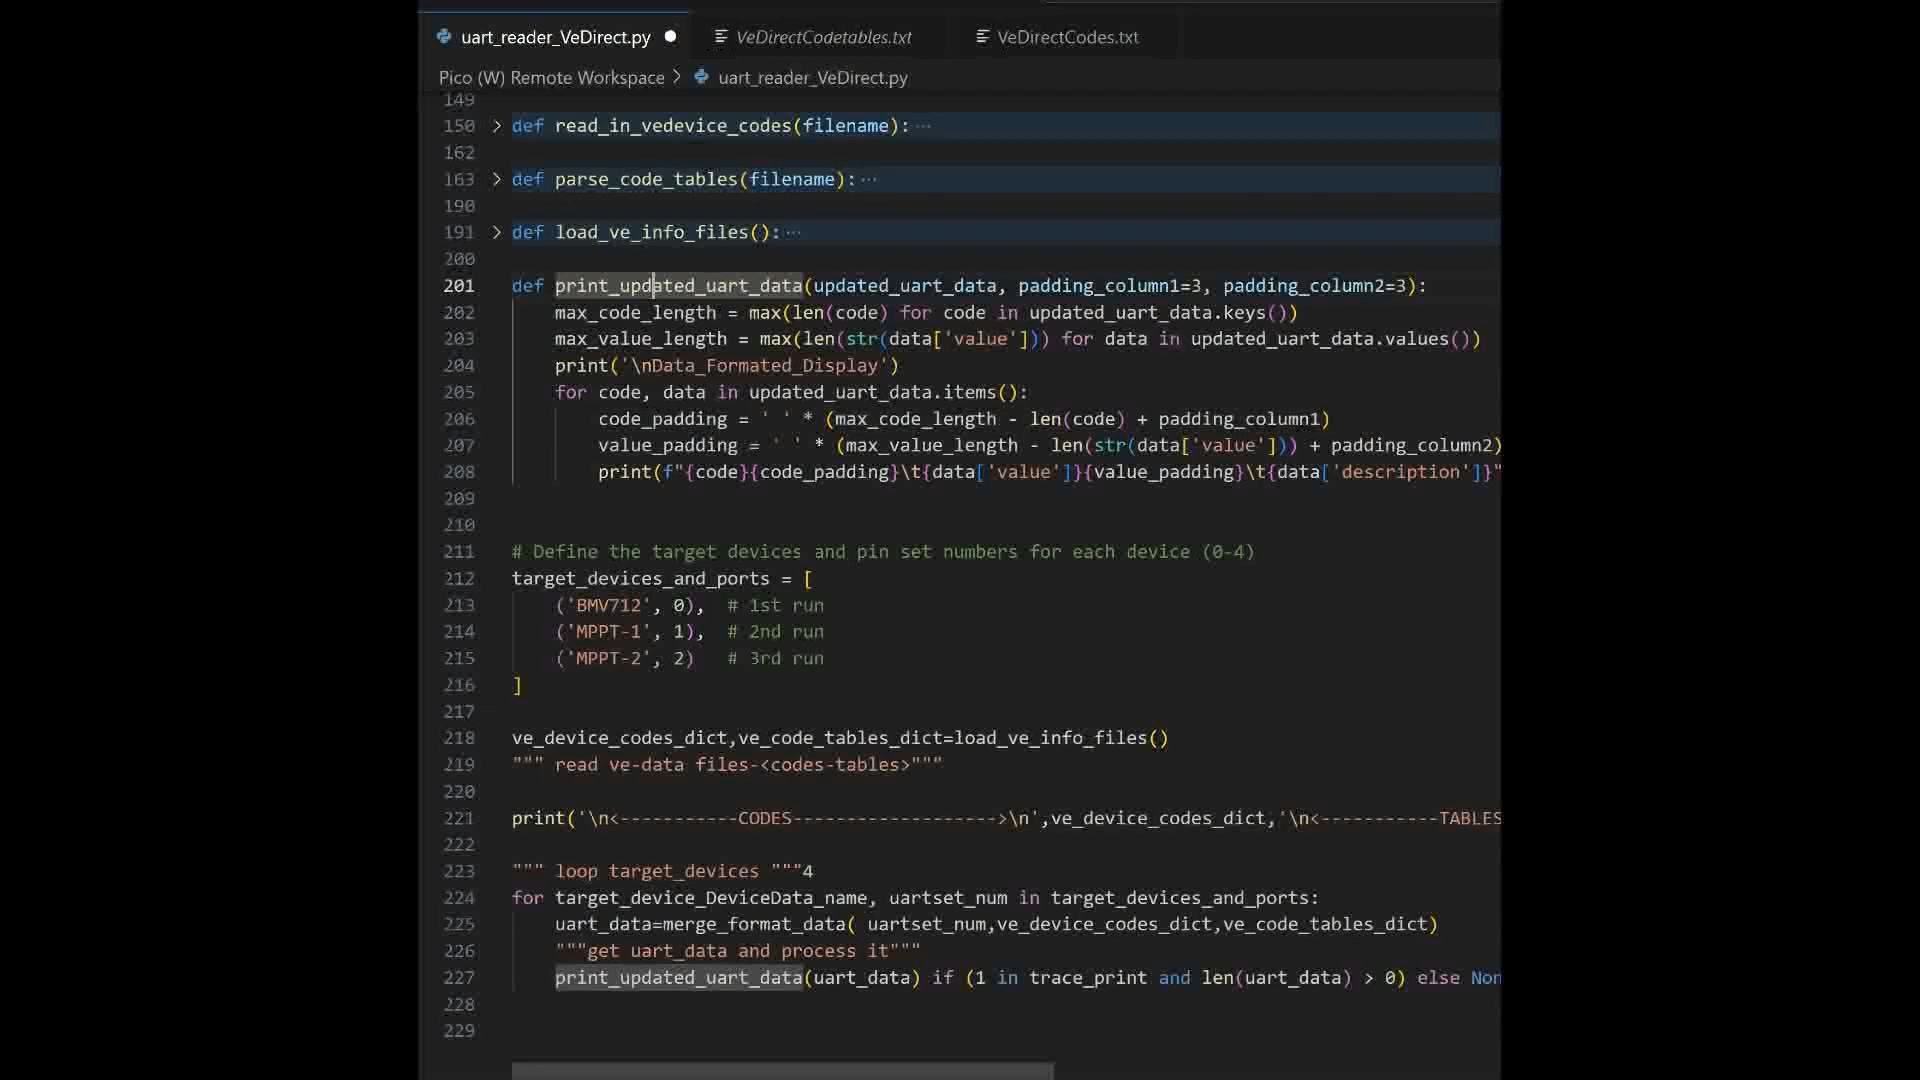 uart_reader_VeDirect.py ● VeDirectCodetables.txt VeDirectCodes.txt
Pico (W) Remote Workspace > uart_reader_VeDirect.py
149
150 > def read_in_vedevice_codes(filename): ···
162
163 > def parse_code_tables(filename): ···
190
191 > def load_ve_info_files(): ···
200
201 def print_updated_uart_data(updated_uart_data, padding_column1=3, padding_column2=3):
202 max_code_length = max(len(code) for code in updated_uart_data.keys())
203 max_value_length = max(len(str(data['value'])) for data in updated_uart_data.values())
204 print('\nData_Formated_Display')
205 for code, data in updated_uart_data.items():
206 code_padding = ' ' * (max_code_length - len(code) + padding_column1)
207 value_padding = ' ' * (max_value_length - len(str(data['value'])) + padding_column2)
208 print(f"{code}{code_padding}\t{data['value']}{value_padding}\t{data['description']}"
209
210
211 # Define the target devices and pin set numbers for each device (0-4)
212 target_devices_and_ports = [
213 ('BMV712', 0), # 1st run
214 ('MPPT-1', 1), # 2nd run
215 ('MPPT-2', 2) # 3rd run
216 ]
217
218 ve_device_codes_dict,ve_code_tables_dict=load_ve_info_files()
219 """ read ve-data files-<codes-tables>"""
220
221 print('\n<-----------CODES------------------->\n',ve_device_codes_dict,'\n<-----------TABLES
222
223 """ loop target_devices """4
224 for target_device_DeviceData_name, uartset_num in target_devices_and_ports:
225 uart_data=merge_format_data( uartset_num,ve_device_codes_dict,ve_code_tables_dict)
226 """get uart_data and process it"""
227 print_updated_uart_data(uart_data) if (1 in trace_print and len(uart_data) > 0) else Non
228
229